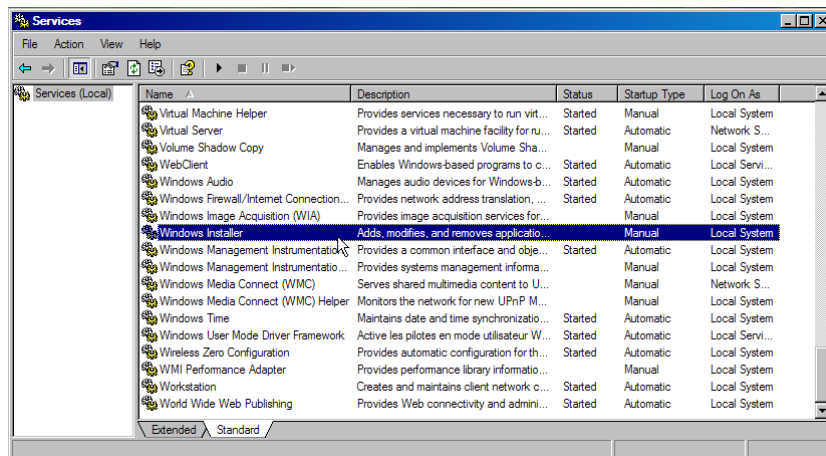 Services
File Action View Help
Services (Local)
Name Description Status Startup Type Log On As
Virtual Machine Helper Provides services necessary to run virt... Started Manual Local System
Virtual Server Provides a virtual machine facility for ru... Started Automatic Network S...
Volume Shadow Copy Manages and implements Volume Sha... Manual Local System
WebClient Enables Windows-based programs to c... Started Automatic Local Servi...
Windows Audio Manages audio devices for Windows-b... Started Automatic Local System
Windows Firewall/Internet Connection... Provides network address translation, ... Started Automatic Local System
Windows Image Acquisition (WIA) Provides image acquisition services for... Manual Local System
Windows Installer Adds, modifies, and removes applicatio... Manual Local System
Windows Management Instrumentation Provides a common interface and obje... Started Automatic Local System
Windows Management Instrumentatio... Provides systems management informa... Manual Local System
Windows Media Connect (WMC) Serves shared multimedia content to U... Manual Network S...
Windows Media Connect (WMC) Helper Monitors the network for new UPnP M... Manual Local System
Windows Time Maintains date and time synchronizatio... Started Automatic Local System
Windows User Mode Driver Framework Active les pilotes en mode utilisateur W... Started Automatic Local Servi...
Wireless Zero Configuration Provides automatic configuration for th... Started Automatic Local System
WMI Performance Adapter Provides performance library informatio... Manual Local System
Workstation Creates and maintains client network c... Started Automatic Local System
World Wide Web Publishing Provides Web connectivity and admini... Started Automatic Local System
Extended Standard